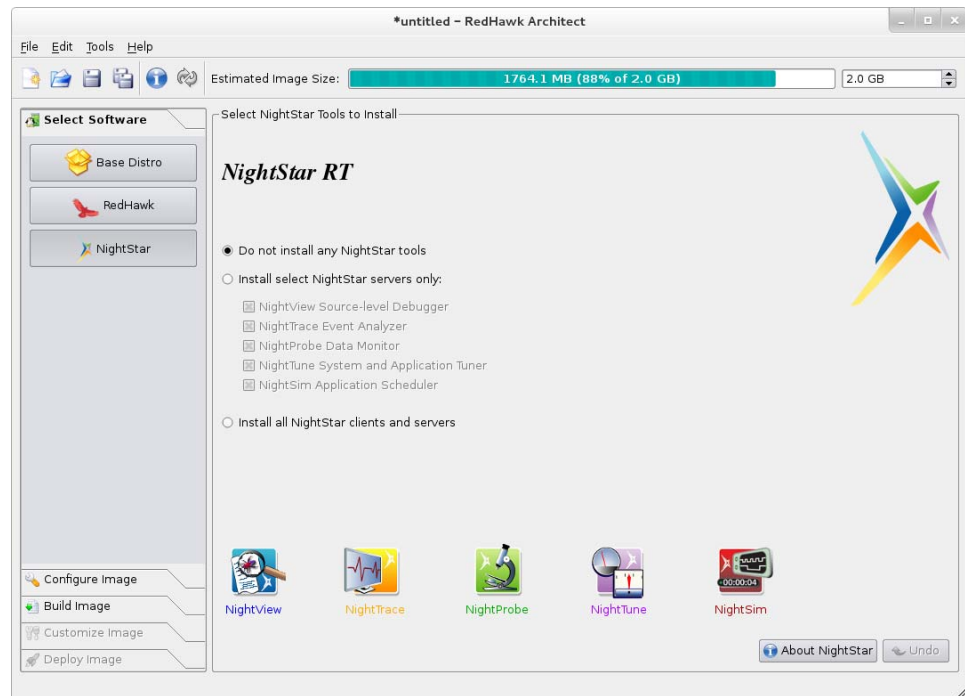 *untitled – RedHawk Architect
File Edit Tools Help
Estimated Image Size: 1764.1 MB (88% of 2.0 GB) 2.0 GB
Select Software
Base Distro
RedHawk
NightStar
Configure Image
Build Image
Customize Image
Deploy Image
Select NightStar Tools to Install
NightStar RT
Do not install any NightStar tools
Install select NightStar servers only:
NightView Source-level Debugger
NightTrace Event Analyzer
NightProbe Data Monitor
NightTune System and Application Tuner
NightSim Application Scheduler
Install all NightStar clients and servers
00:00:04
NightView NightTrace NightProbe NightTune NightSim
About NightStar Undo